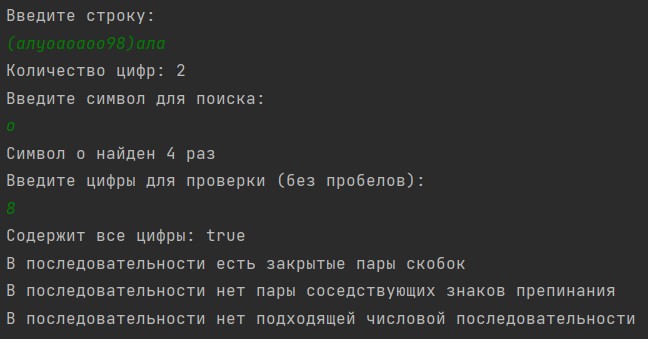 Введите строку:
(алуоаоаоо98)ала
Количество цифр: 2
Введите символ для поиска:
о
Символ о найден 4 раз
Введите цифры для проверки (без пробелов):
8
Содержит все цифры: true
В последовательности есть закрытые пары скобок
В последовательности нет пары соседствующих знаков препинания
В последовательности нет подходящей числовой последовательности